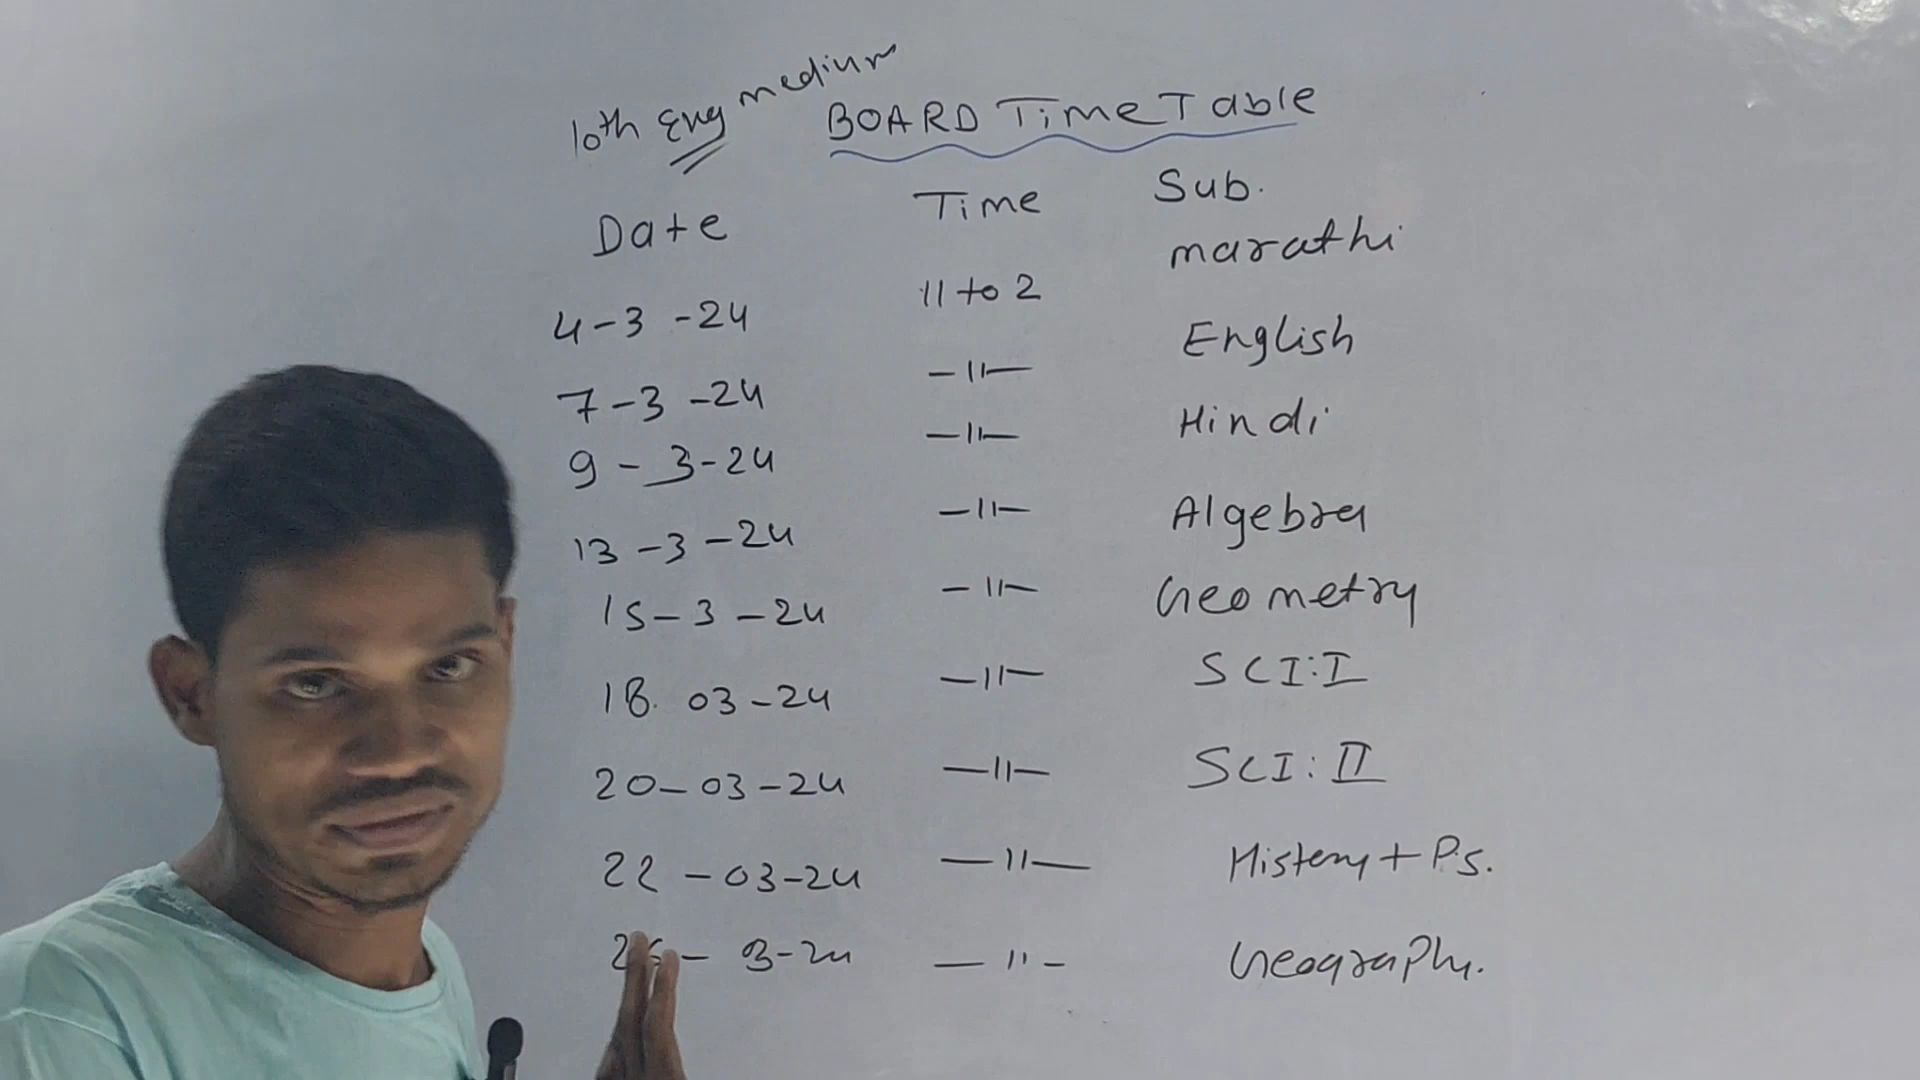 10th Eng medium
BOARD Time Table
Date Time Sub.
4-3-24 11 to 2 marathi
7-3-24 -11- English
9-3-24 -11- Hindi
13-3-24 -11- Algebra
15-3-24 -11- Geometry
18. 03-24 -11- SCI:I
20-03-24 -11- SCI:II
22-03-24 -11- History + P.S.
3-24 -11- Geography.